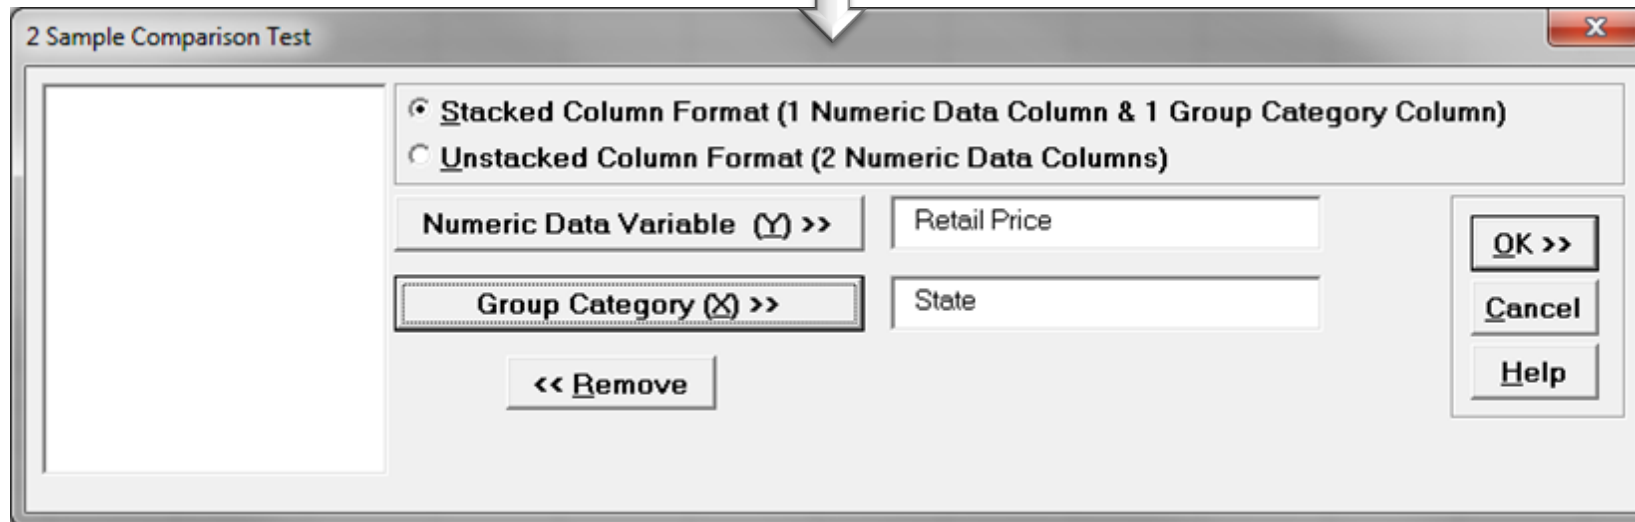 2 Sample Comparison Test
Stacked Column Format (1 Numeric Data Column & 1 Group Category Column)
Unstacked Column Format (2 Numeric Data Columns)
Numeric Data Variable (Y) >>
Retail Price
OK >>
Group Category (X) >>
State
Cancel
<< Remove
Help